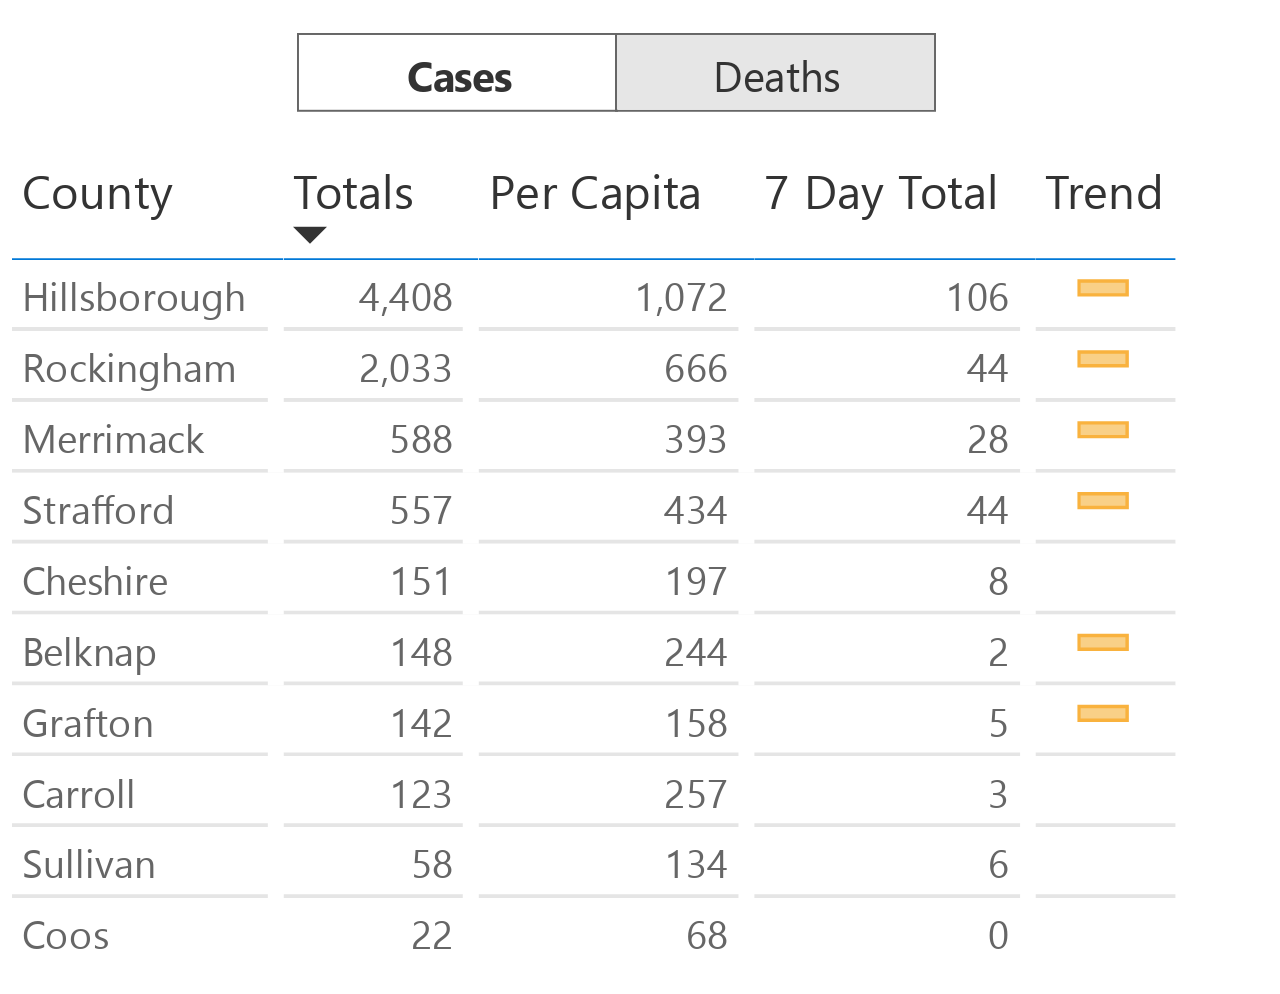 Cases Deaths
County Totals Per Capita 7 Day Total Trend
Hillsborough 4,408 1,072 106
Rockingham 2,033 666 44
Merrimack 588 393 28
Strafford 557 434 44
Cheshire 151 197 8
Belknap 148 244 2
Grafton 142 158 5
Carroll 123 257 3
Sullivan 58 134 6
Coos 22 68 0